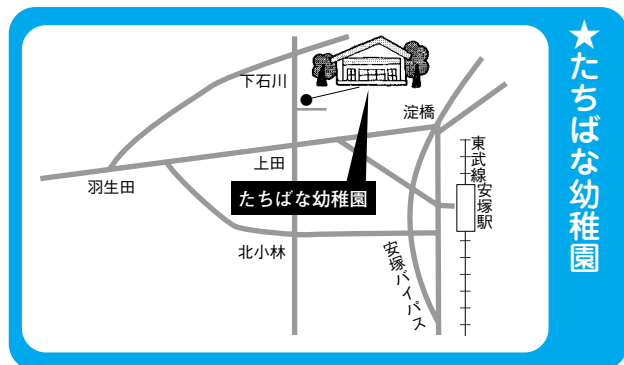 ★たちばな幼稚園
下石川
淀橋
東武線安塚駅
上田
羽生田
たちばな幼稚園
北小林
安塚バイパス